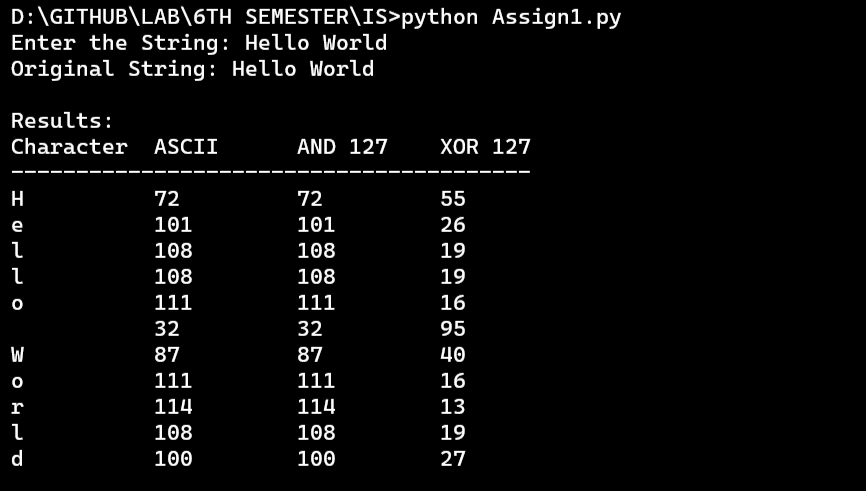 D:\GITHUB\LAB\6TH SEMESTER\IS>python Assign1.py
Enter the String: Hello World
Original String: Hello World

Results:
Character  ASCII      AND 127    XOR 127
----------------------------------------
H          72         72         55
e          101        101        26
l          108        108        19
l          108        108        19
o          111        111        16
           32         32         95
W          87         87         40
o          111        111        16
r          114        114        13
l          108        108        19
d          100        100        27